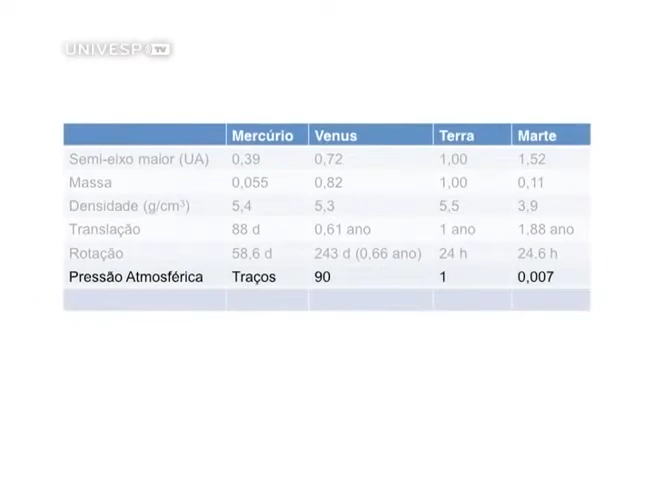 UNIVESP TV
Mercúrio Venus Terra Marte
Semi-eixo maior (UA) 0,39 0,72 1,00 1,52
Massa 0,055 0,82 1,00 0,11
Densidade (g/cm³) 5,4 5,3 5,5 3,9
Translação 88 d 0,61 ano 1 ano 1,88 ano
Rotação 58,6 d 243 d (0,66 ano) 24 h 24.6 h
Pressão Atmosférica Traços 90 1 0,007